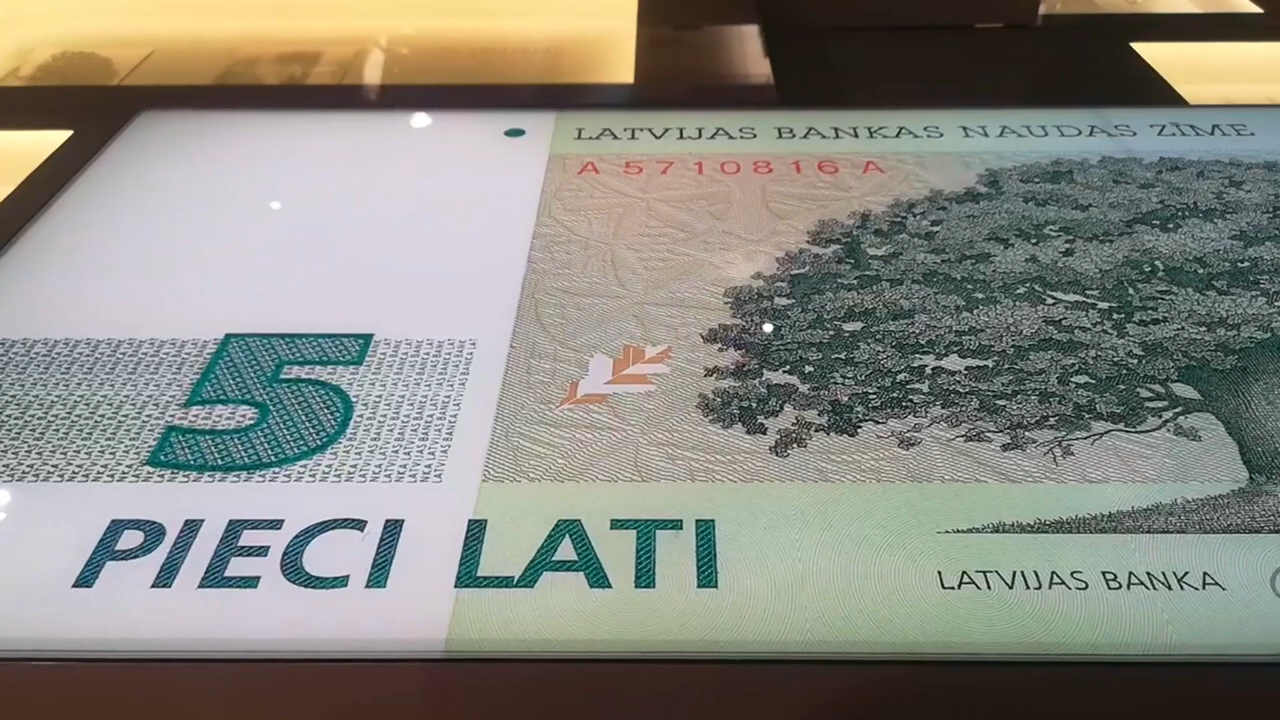 LATVIJAS BANKAS NAUDAS ZĪME
A 5710816 A
5
PIECI LATI
LATVIJAS BANKA